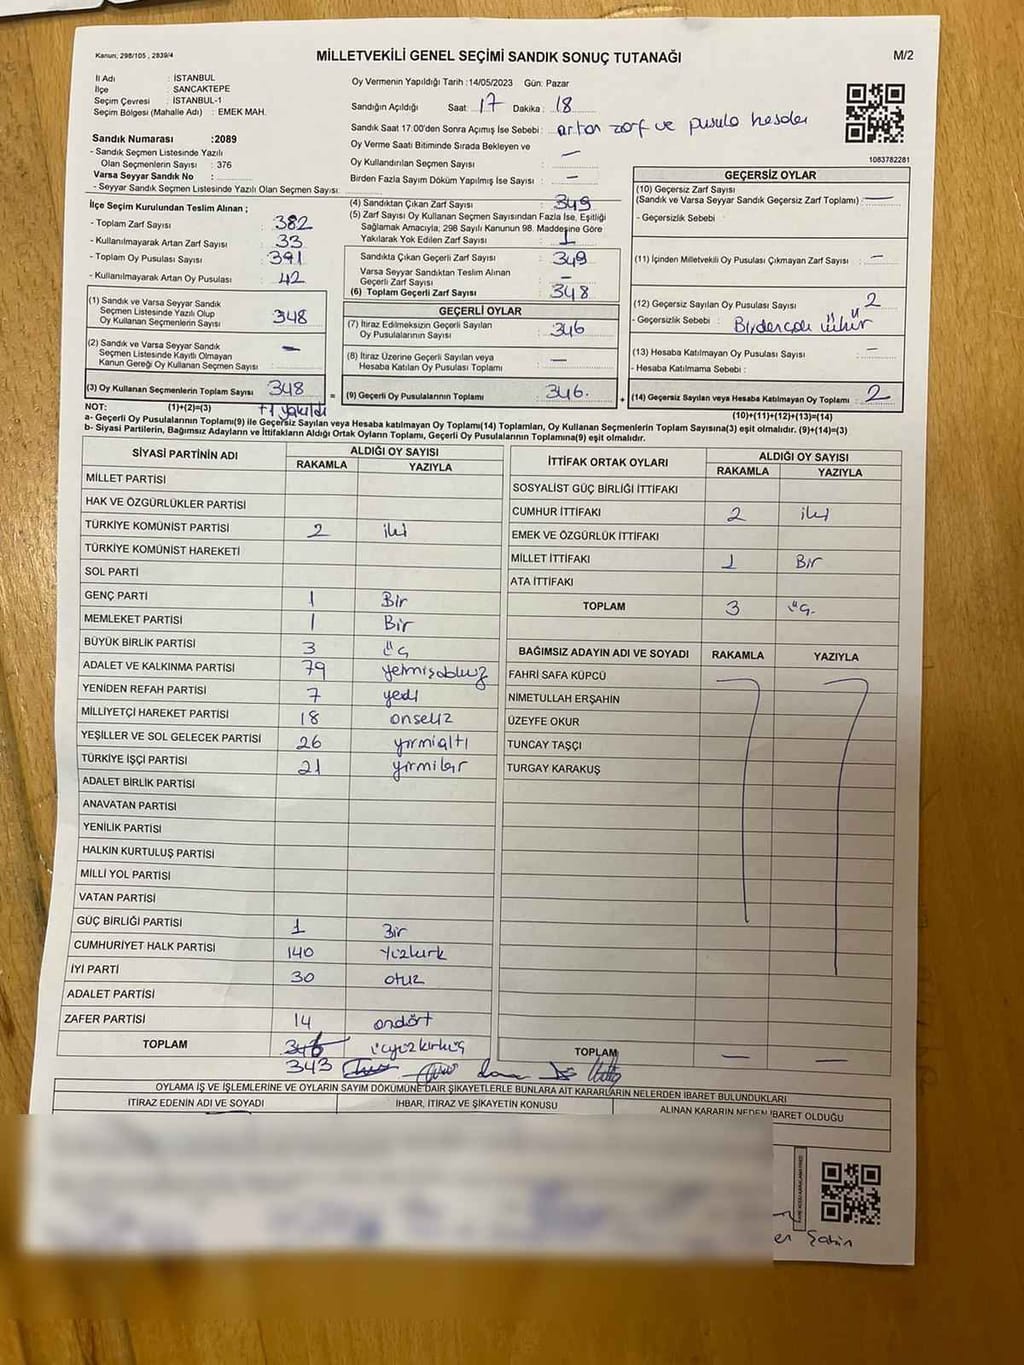 Kanun; 298/105 , 2839/4
MİLLETVEKİLİ GENEL SEÇİMİ SANDIK SONUÇ TUTANAĞI
M/2
İl Adı : İSTANBUL
İlçe : SANCAKTEPE
Seçim Çevresi : İSTANBUL-1
Seçim Bölgesi (Mahalle Adı) : EMEK MAH.
Oy Vermenin Yapıldığı Tarih :14/05/2023 Gün: Pazar
Sandığın Açıldığı Saat: 17 Dakika : 18
Sandık Saat 17:00'den Sonra Açımış İse Sebebi : artan zarf ve pusula hesabı
Oy Verme Saati Bitiminde Sırada Bekleyen ve
Oy Kullandırılan Seçmen Sayısı : —
Birden Fazla Sayım Döküm Yapılmış İse Sayısı : —
1083782281
Sandık Numarası :2089
- Sandık Seçmen Listesinde Yazılı
Olan Seçmenlerin Sayısı : 376
Varsa Seyyar Sandık No :
- Seyyar Sandık Seçmen Listesinde Yazılı Olan Seçmen Sayısı:
İlçe Seçim Kurulundan Teslim Alınan ;
- Toplam Zarf Sayısı : 382
- Kullanılmayarak Artan Zarf Sayısı : 33
- Toplam Oy Pusulası Sayısı : 391
- Kullanılmayarak Artan Oy Pusulası : 42
(1) Sandık ve Varsa Seyyar Sandık
Seçmen Listesinde Yazılı Olup
Oy Kullanan Seçmenlerin Sayısı : 348
(2) Sandık ve Varsa Seyyar Sandık
Seçmen Listesinde Kayıtlı Olmayan
Kanun Gereği Oy Kullanan Seçmen Sayısı : —
(3) Oy Kullanan Seçmenlerin Toplam Sayısı : 348
+1 yakıldı
(4) Sandıktan Çıkan Zarf Sayısı : 349
(5) Zarf Sayısı Oy Kullanan Seçmen Sayısından Fazla İse, Eşitliği
Sağlamak Amacıyla; 298 Sayılı Kanunun 98. Maddesine Göre
Yakılarak Yok Edilen Zarf Sayısı : 1
Sandıkta Çıkan Geçerli Zarf Sayısı : 349
Varsa Seyyar Sandıktan Teslim Alınan
Geçerli Zarf Sayısı : —
(6) Toplam Geçerli Zarf Sayısı : 348
GEÇERLİ OYLAR
(7) İtiraz Edilmeksizin Geçerli Sayılan
Oy Pusulalarının Sayısı : 346
(8) İtiraz Üzerine Geçerli Sayılan veya
Hesaba Katılan Oy Pusulası Toplamı : —
(9) Geçerli Oy Pusulalarının Toplamı : 346.
GEÇERSİZ OYLAR
(10) Geçersiz Zarf Sayısı
(Sandık ve Varsa Seyyar Sandık Geçersiz Zarf Toplamı) : —
- Geçersizlik Sebebi :
(11) İçinden Milletvekili Oy Pusulası Çıkmayan Zarf Sayısı : —
(12) Geçersiz Sayılan Oy Pusulası Sayısı : 2
- Geçersizlik Sebebi :
(13) Hesaba Katılmayan Oy Pusulası Sayısı : —
- Hesaba Katılmama Sebebi :
(14) Geçersiz Sayılan veya Hesaba Katılmayan Oy Toplamı : 2
NOT: (1)+(2)=(3)
(10)+(11)+(12)+(13)=(14)
a- Geçerli Oy Pusulalarının Toplamı(9) ile Geçersiz Sayılan veya Hesaba katılmayan Oy Toplamı(14) Toplamları, Oy Kullanan Seçmenlerin Toplam Sayısına(3) eşit olmalıdır. (9)+(14)=(3)
b- Siyasi Partilerin, Bağımsız Adayların ve İttifakların Aldığı Ortak Oyların Toplamı, Geçerli Oy Pusulalarının Toplamına(9) eşit olmalıdır.
SİYASİ PARTİNİN ADI ALDIĞI OY SAYISI
RAKAMLA YAZIYLA
MİLLET PARTİSİ
HAK VE ÖZGÜRLÜKLER PARTİSİ
TÜRKİYE KOMÜNİST PARTİSİ 2 iki
TÜRKİYE KOMÜNİST HAREKETİ
SOL PARTİ
GENÇ PARTİ 1 Bir
MEMLEKET PARTİSİ 1 Bir
BÜYÜK BİRLİK PARTİSİ 3 üç
ADALET VE KALKINMA PARTİSİ 79 yetmişdokuz
YENİDEN REFAH PARTİSİ 7 yedi
MİLLİYETÇİ HAREKET PARTİSİ 18 onsekiz
YEŞİLLER VE SOL GELECEK PARTİSİ 26 yirmialtı
TÜRKİYE İŞÇİ PARTİSİ 21 yirmibir
ADALET BİRLİK PARTİSİ
ANAVATAN PARTİSİ
YENİLİK PARTİSİ
HALKIN KURTULUŞ PARTİSİ
MİLLİ YOL PARTİSİ
VATAN PARTİSİ
GÜÇ BİRLİĞİ PARTİSİ 1 Bir
CUMHURİYET HALK PARTİSİ 140 Yüzkırk
İYİ PARTİ 30 otuz
ADALET PARTİSİ
ZAFER PARTİSİ 14 ondört
TOPLAM 346 üçyüzkırküç
343
İTTİFAK ORTAK OYLARI ALDIĞI OY SAYISI
RAKAMLA YAZIYLA
SOSYALİST GÜÇ BİRLİĞİ İTTİFAKI
CUMHUR İTTİFAKI 2 iki
EMEK VE ÖZGÜRLÜK İTTİFAKI
MİLLET İTTİFAKI 1 Bir
ATA İTTİFAKI
TOPLAM 3 üç.
BAĞIMSIZ ADAYIN ADI VE SOYADI RAKAMLA YAZIYLA
FAHRİ SAFA KÜPCÜ
NİMETULLAH ERŞAHİN
ÜZEYFE OKUR
TUNCAY TAŞÇI
TURGAY KARAKUŞ
TOPLAM — —
OYLAMA İŞ VE İŞLEMLERİNE VE OYLARIN SAYIM DÖKÜMÜNE DAİR ŞİKAYETLERLE BUNLARA AİT KARARLARIN NELERDEN İBARET BULUNDUKLARI
İTİRAZ EDENİN ADI VE SOYADI İHBAR, İTİRAZ VE ŞİKAYETİN KONUSU ALINAN KARARIN NEDEN İBARET OLDUĞU
Şahin